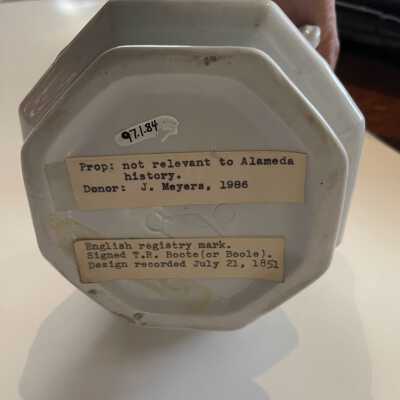 97.1.84
Prop: not relevant to Alameda
history.
Donor: J. Meyers, 1986
English registry mark.
Signed T.R. Boote(or Boole).
Design recorded July 21, 1851